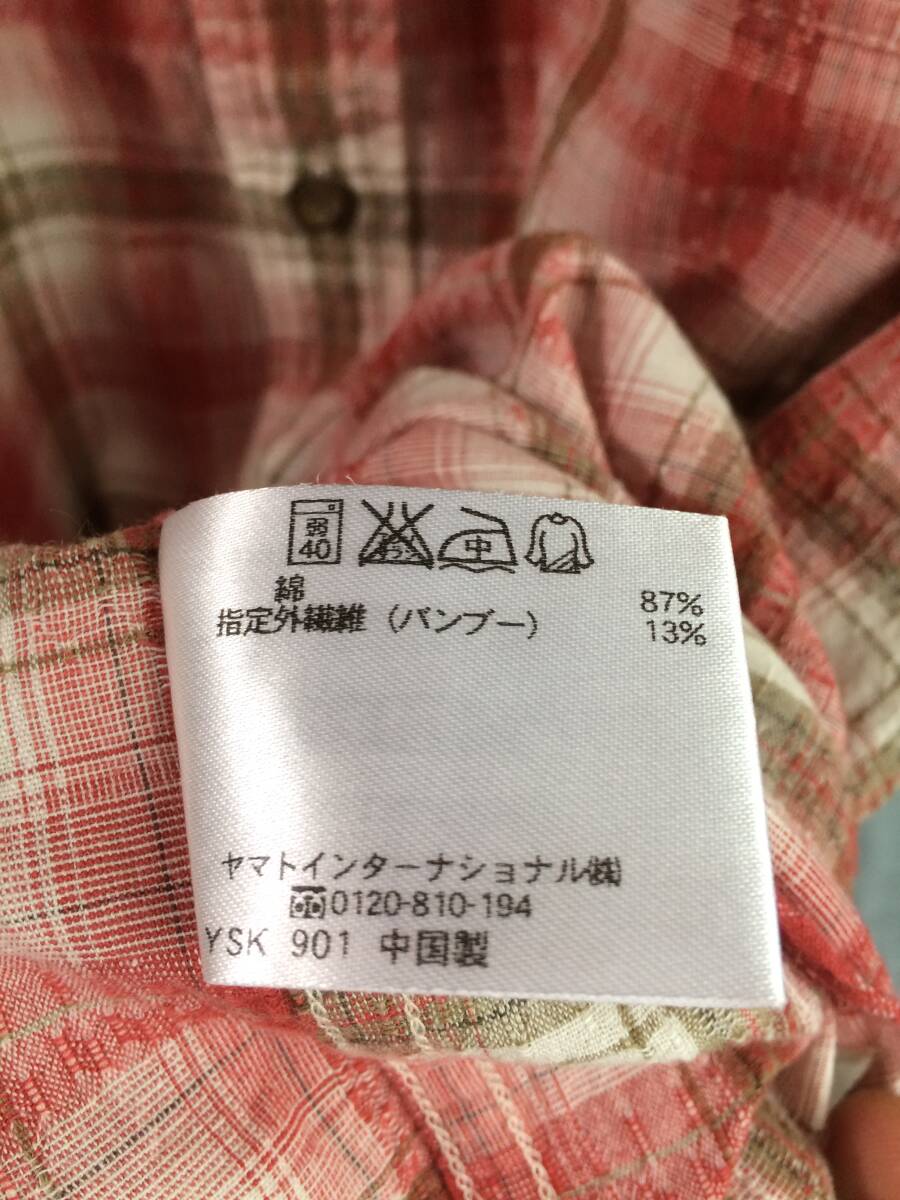 弱
40
中
綿 87%
指定外繊維（バンブー） 13%
ヤマトインターナショナル㈱
0120-810-194
YSK 901 中国製